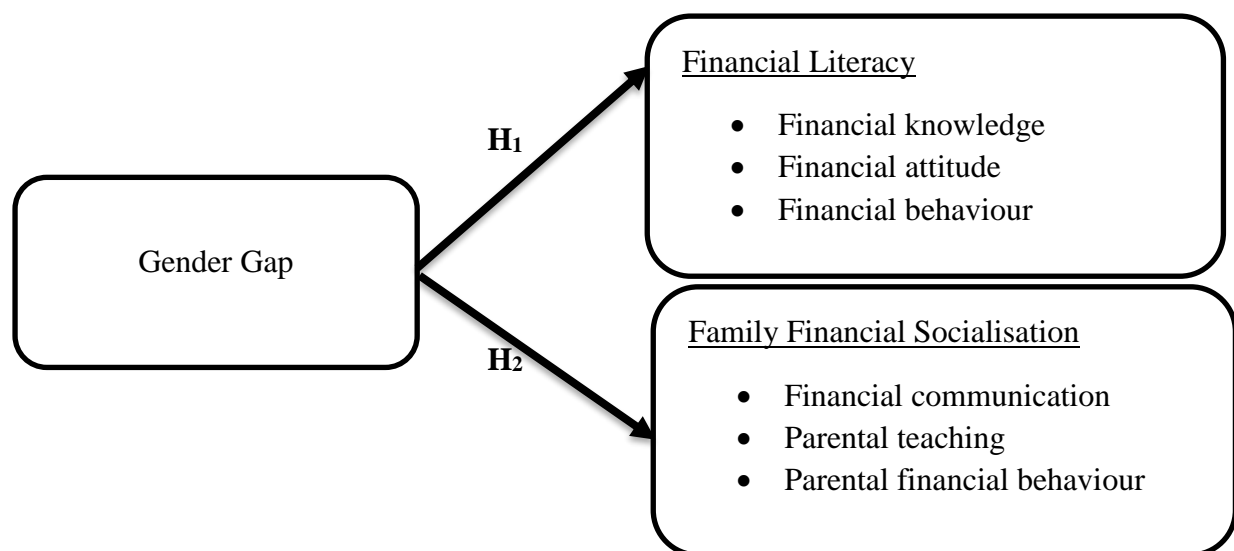 Gender Gap
H1
H2
Financial Literacy
• Financial knowledge
• Financial attitude
• Financial behaviour
Family Financial Socialisation
• Financial communication
• Parental teaching
• Parental financial behaviour